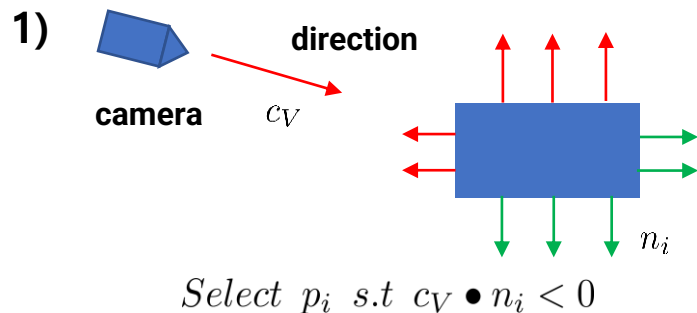 1)
direction
camera
c_V
n_i
Select p_i s.t c_V • n_i < 0